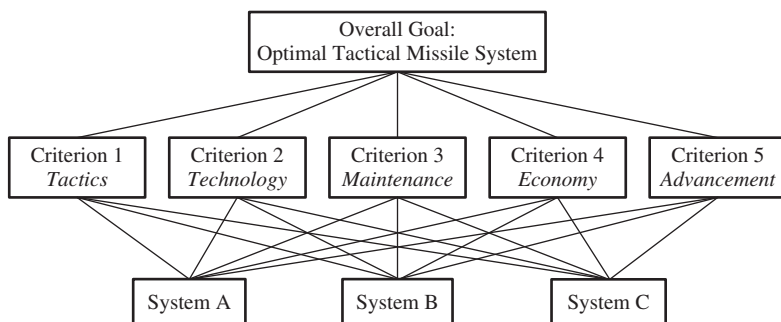 Overall Goal:
Optimal Tactical Missile System
Criterion 1
Tactics
Criterion 2
Technology
Criterion 3
Maintenance
Criterion 4
Economy
Criterion 5
Advancement
System A
System B
System C